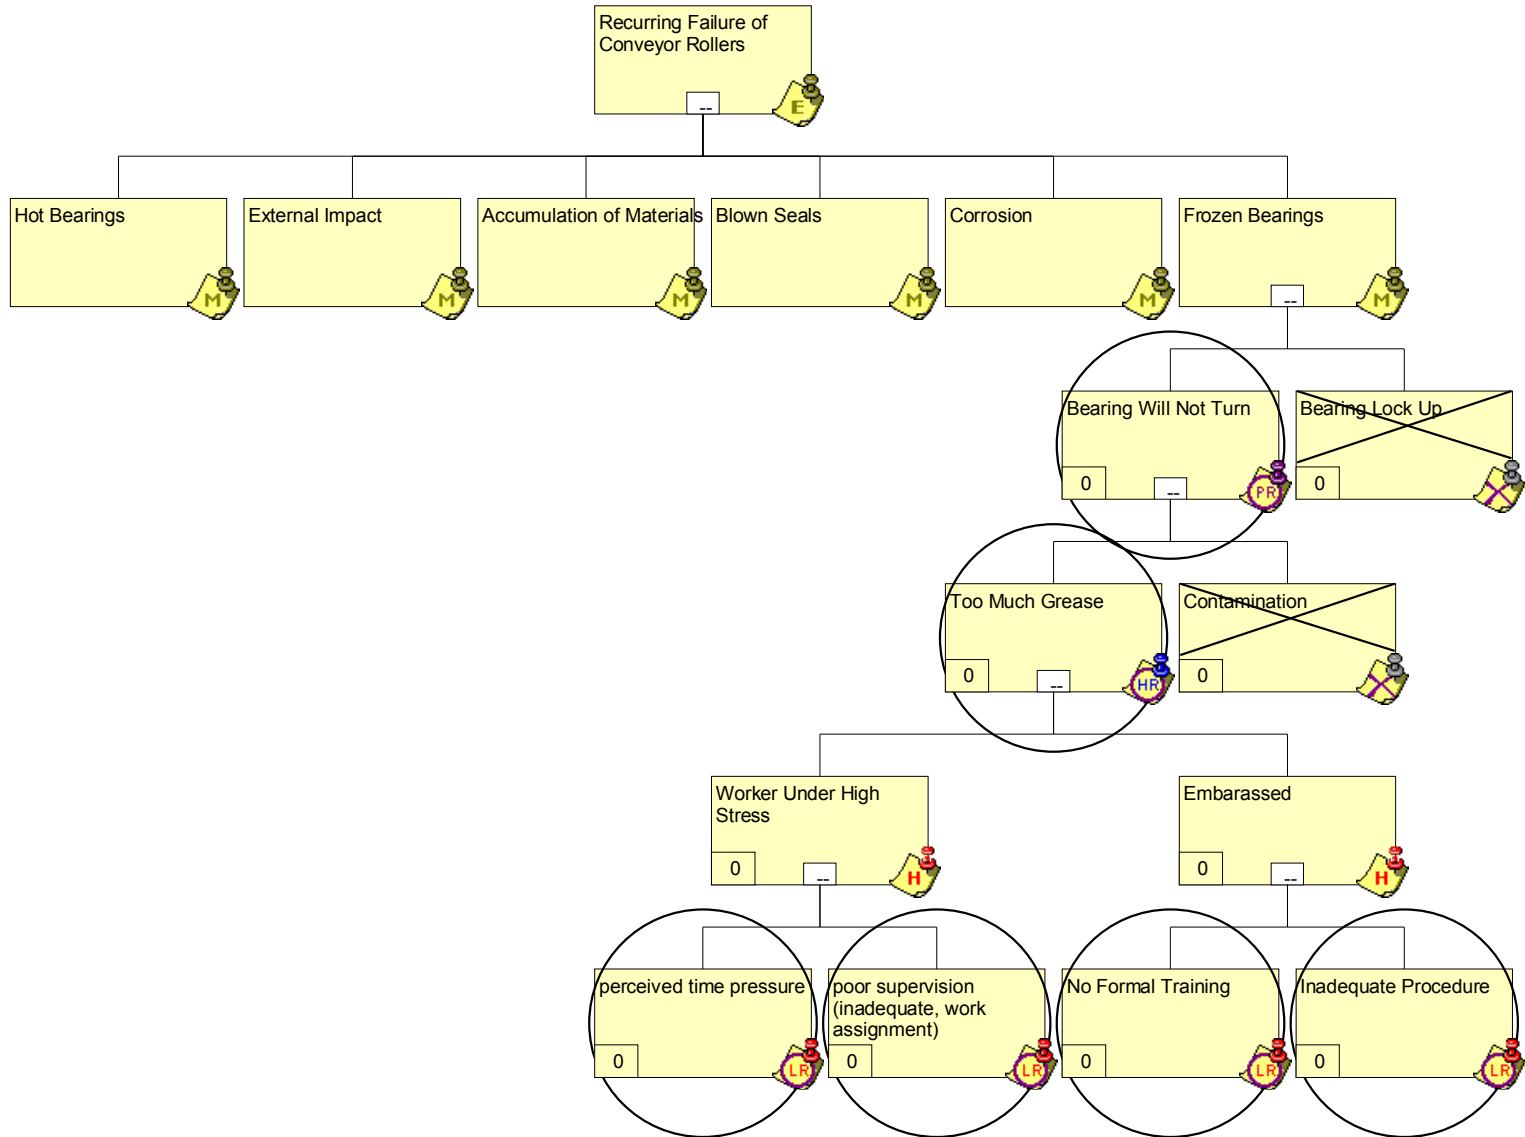 Recurring Failure of
Conveyor Rollers
--
E
Hot Bearings
M
External Impact
M
Accumulation of Materials
M
Blown Seals
M
Corrosion
M
Frozen Bearings
--
M
Bearing Will Not Turn
0
--
PR
Bearing Lock Up
0
Too Much Grease
0
--
HR
Contamination
0
Worker Under High
Stress
0
--
H
Embarassed
0
--
H
perceived time pressure
0
LR
poor supervision
(inadequate, work
assignment)
0
LR
No Formal Training
0
LR
Inadequate Procedure
0
LR